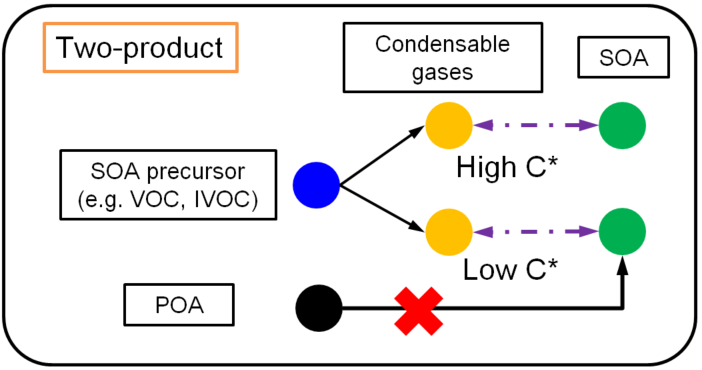 Two-product
Condensable
gases
SOA
High C*
SOA precursor
(e.g. VOC, IVOC)
Low C*
POA